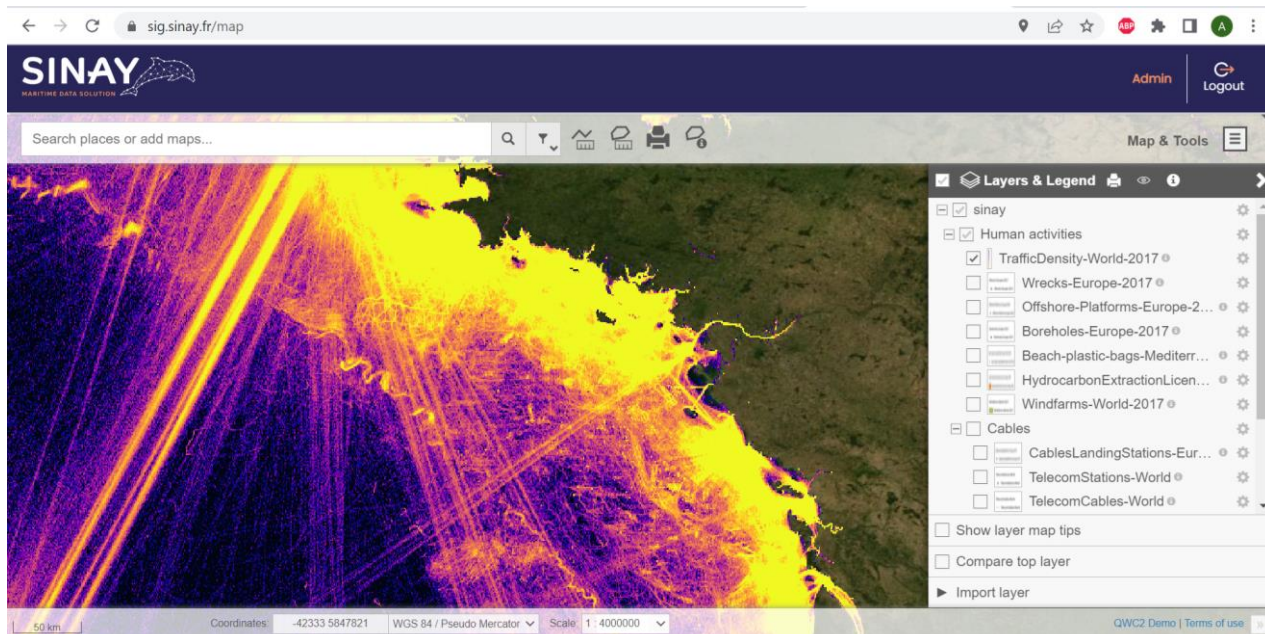 sig.sinay.fr/map
ABP
A
SINAY
MARITIME DATA SOLUTION
Admin
Logout
Search places or add maps...
Map & Tools
Layers & Legend
sinay
Human activities
TrafficDensity-World-2017
Wrecks-Europe-2017
Offshore-Platforms-Europe-2...
Boreholes-Europe-2017
Beach-plastic-bags-Mediterr...
HydrocarbonExtractionLicen...
Windfarms-World-2017
Cables
CablesLandingStations-Eur...
TelecomStations-World
TelecomCables-World
Show layer map tips
Compare top layer
Import layer
50 km
Coordinates: -42333 5847821 WGS 84 / Pseudo Mercator Scale: 1 : 4000000
QWC2 Demo | Terms of use